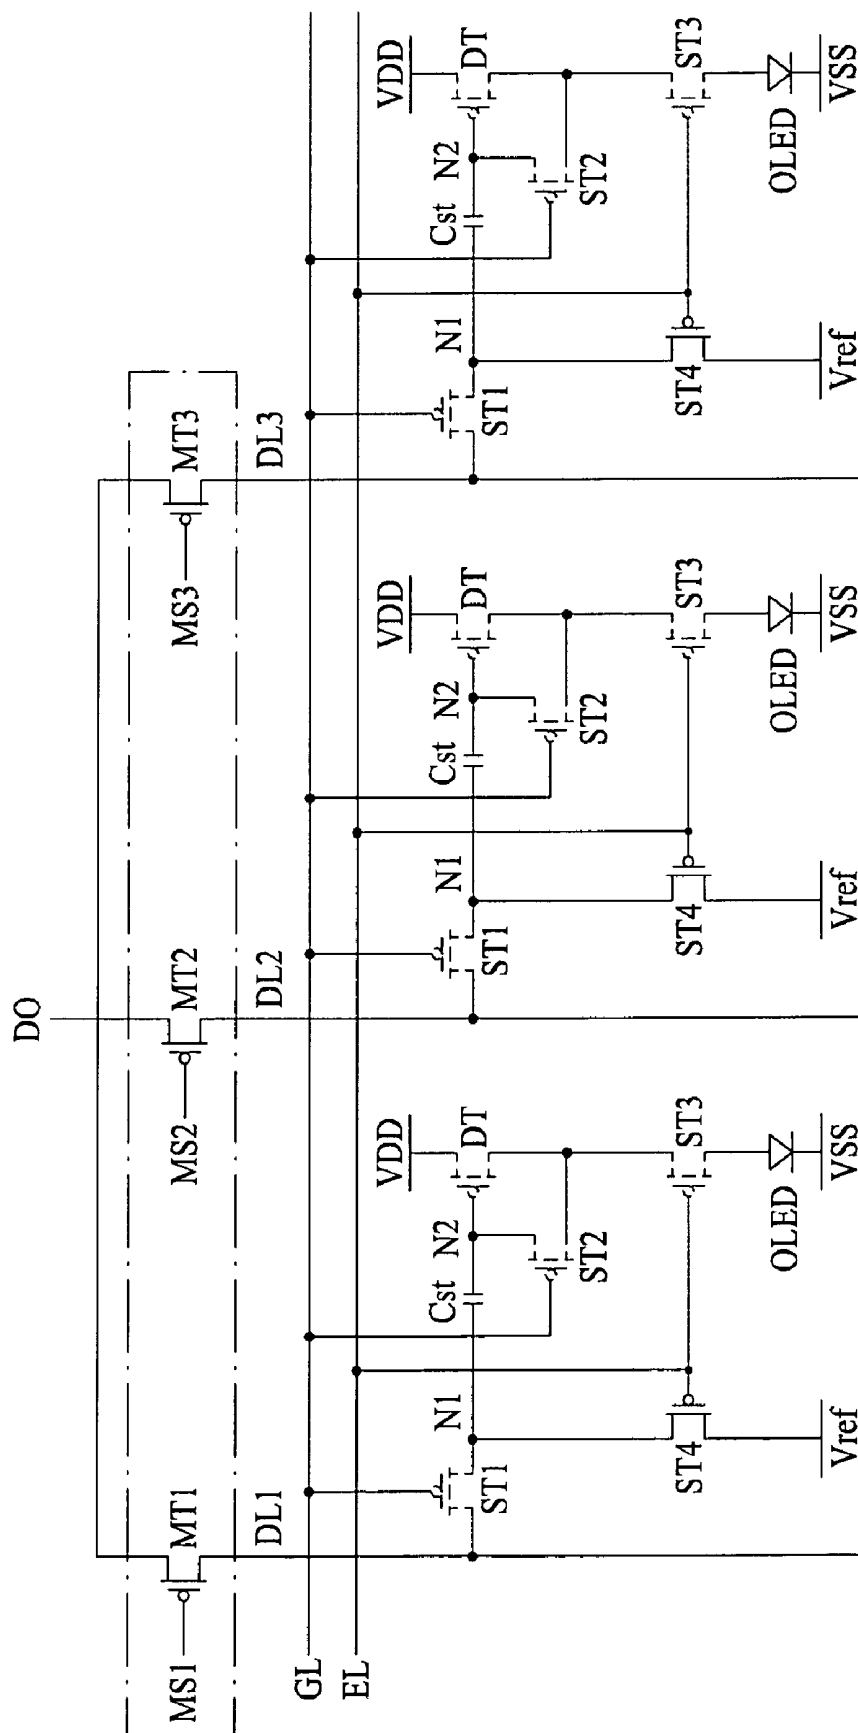 DO
MS1 MT1 MS2 MT2 MS3 MT3
DL1 DL2 DL3
GL
EL
VDD VDD VDD
N1 Cst N2 DT N1 Cst N2 DT N1 Cst N2 DT
ST1 ST1 ST1
ST2 ST2 ST2
ST4 ST3 ST4 ST3 ST4 ST3
OLED OLED OLED
Vref VSS Vref VSS Vref VSS